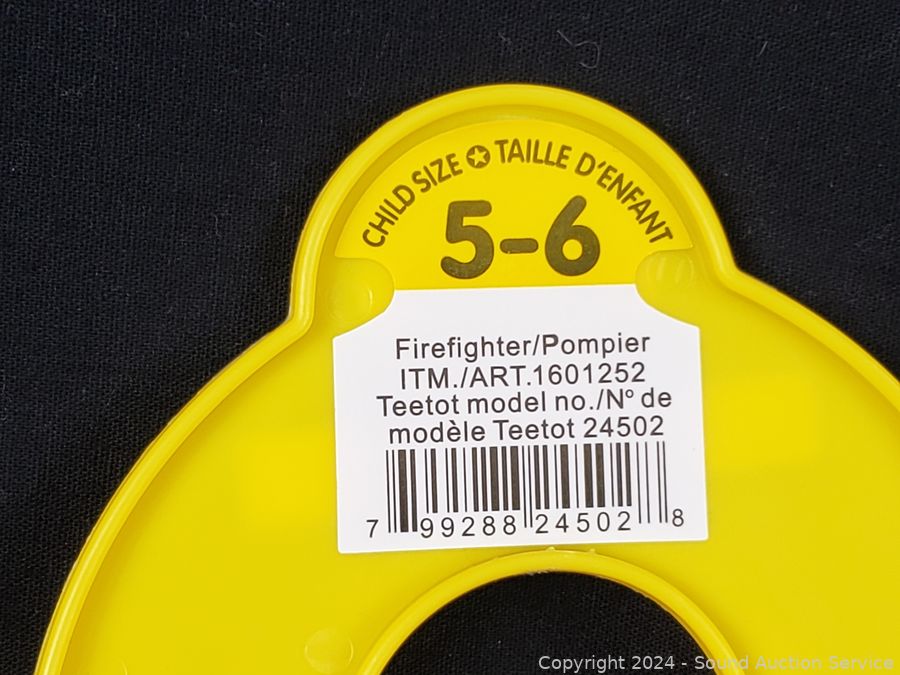 CHILD SIZE ✪ TAILLE D'ENFANT
5-6
Firefighter/Pompier
ITM./ART.1601252
Teetot model no./Nº de
modèle Teetot 24502
7 99288 24502 8
Copyright 2024 - Sound Auction Service